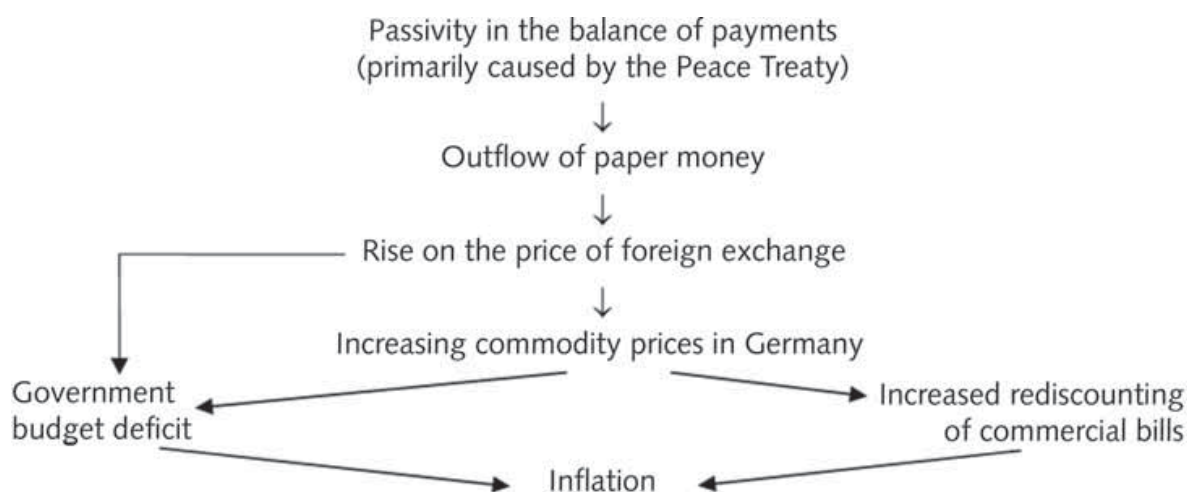 Passivity in the balance of payments
(primarily caused by the Peace Treaty)
Outflow of paper money
Rise on the price of foreign exchange
Increasing commodity prices in Germany
Government
budget deficit
Increased rediscounting
of commercial bills
Inflation